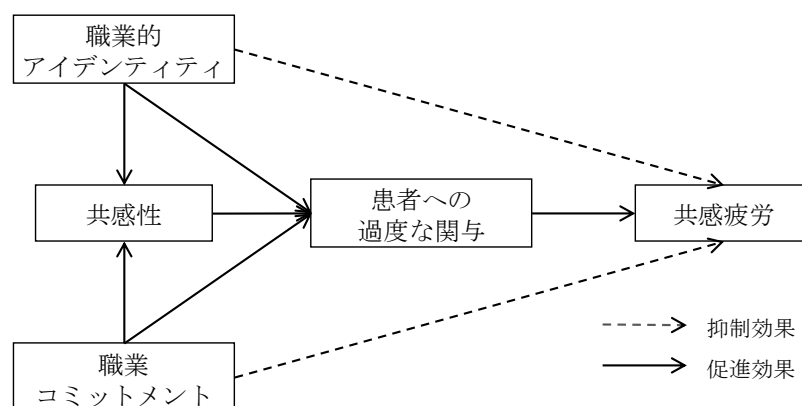 職業的
アイデンティティ
共感性
患者への
過度な関与
共感疲労
職業
コミットメント
抑制効果
促進効果